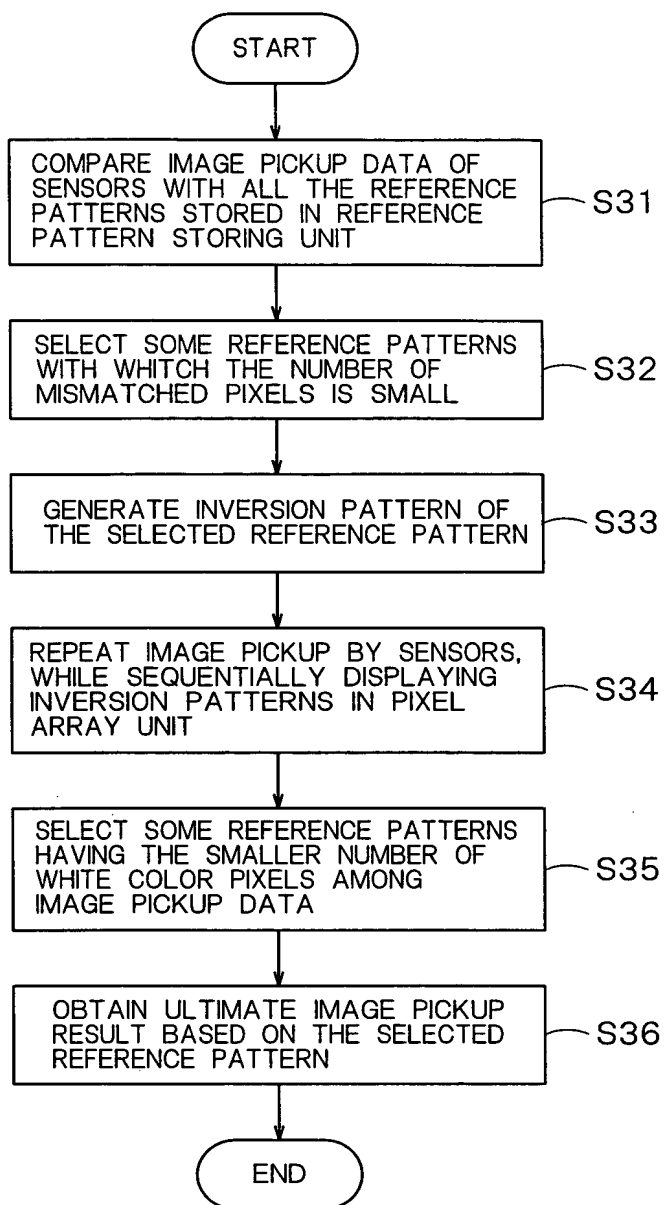 START
COMPARE IMAGE PICKUP DATA OF
SENSORS WITH ALL THE REFERENCE
PATTERNS STORED IN REFERENCE
PATTERN STORING UNIT
S31
SELECT SOME REFERENCE PATTERNS
WITH WHITCH THE NUMBER OF
MISMATCHED PIXELS IS SMALL
S32
GENERATE INVERSION PATTERN OF
THE SELECTED REFERENCE PATTERN
S33
REPEAT IMAGE PICKUP BY SENSORS,
WHILE SEQUENTIALLY DISPLAYING
INVERSION PATTERNS IN PIXEL
ARRAY UNIT
S34
SELECT SOME REFERENCE PATTERNS
HAVING THE SMALLER NUMBER OF
WHITE COLOR PIXELS AMONG
IMAGE PICKUP DATA
S35
OBTAIN ULTIMATE IMAGE PICKUP
RESULT BASED ON THE SELECTED
REFERENCE PATTERN
S36
END